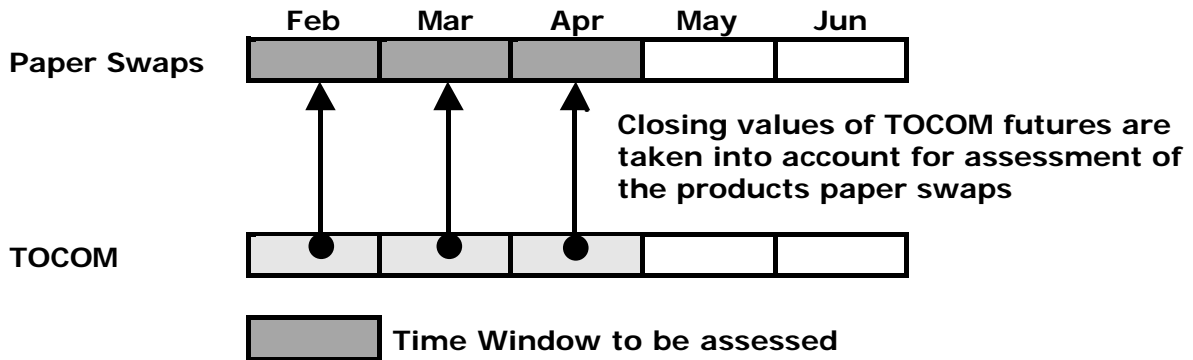 Feb Mar Apr May Jun
Paper Swaps
Closing values of TOCOM futures are
taken into account for assessment of
the products paper swaps
TOCOM
Time Window to be assessed